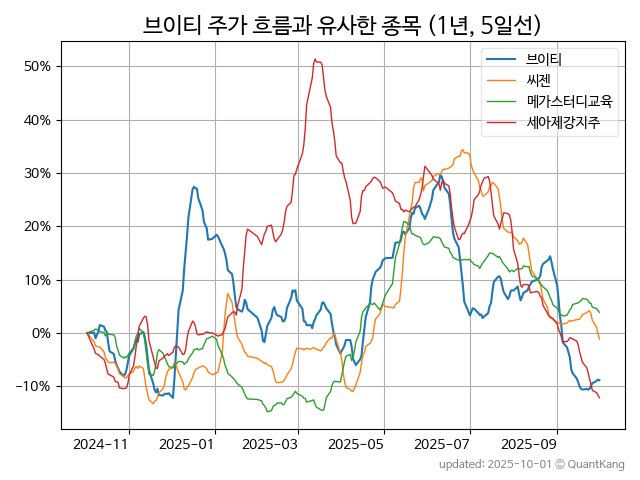 브이티 주가 흐름과 유사한 종목 (1년, 5일선)
브이티
씨젠
메가스터디교육
세아제강지주
50%
40%
30%
20%
10%
0%
−10%
2024-11
2025-01
2025-03
2025-05
2025-07
2025-09
updated: 2025-10-01 © QuantKang